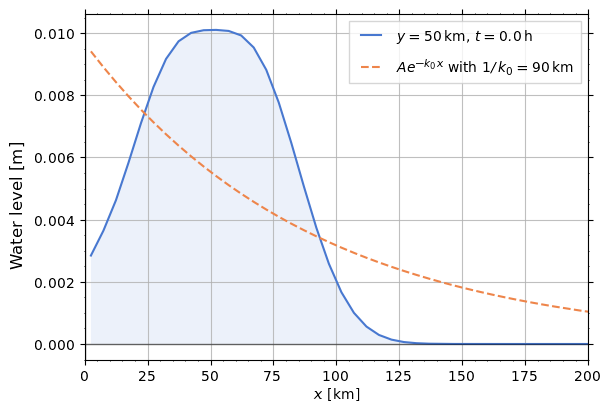 0.010
0.008
0.006
0.004
0.002
0.000
Water level [m]
y = 50 km, t = 0.0 h
Ae^{-k_0 x} with 1/k_0 = 90 km
0 25 50 75 100 125 150 175 200
x [km]